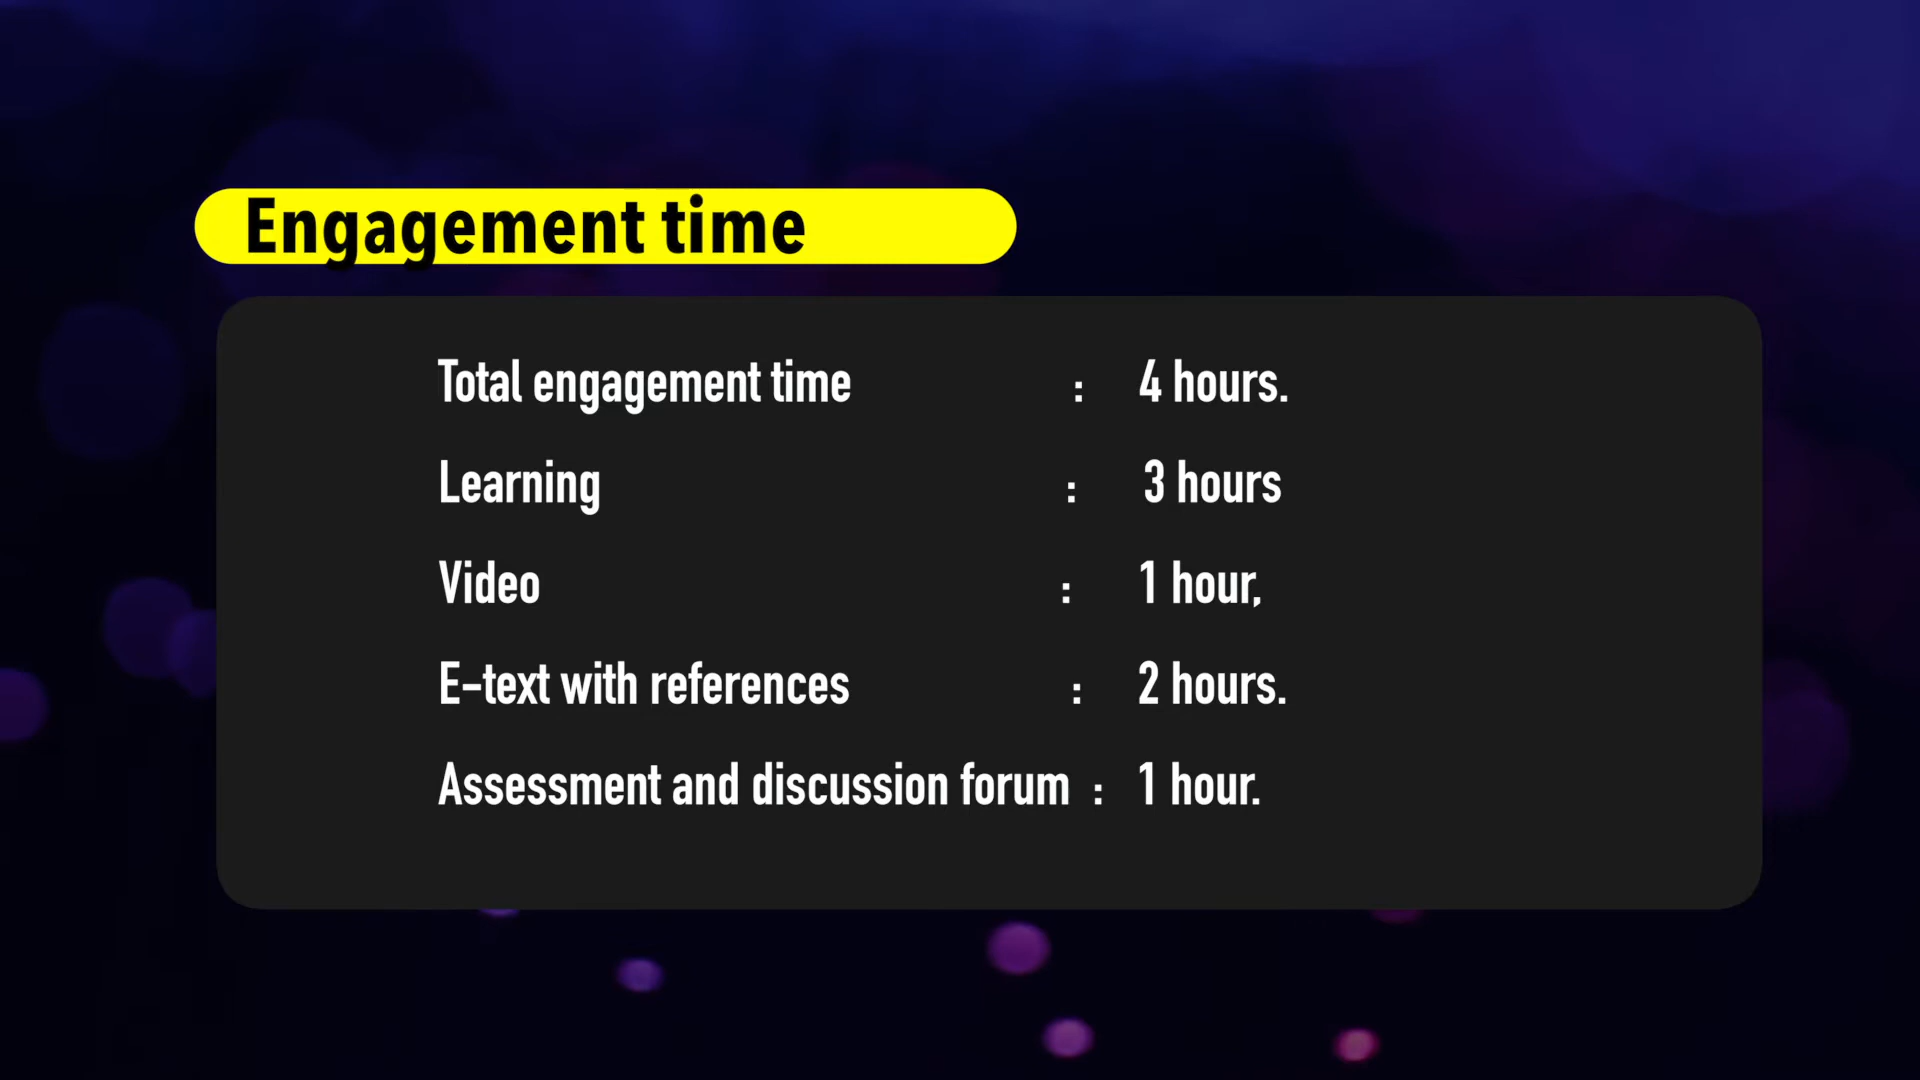 Engagement time
Total engagement time : 4 hours.
Learning : 3 hours
Video : 1 hour,
E-text with references : 2 hours.
Assessment and discussion forum : 1 hour.